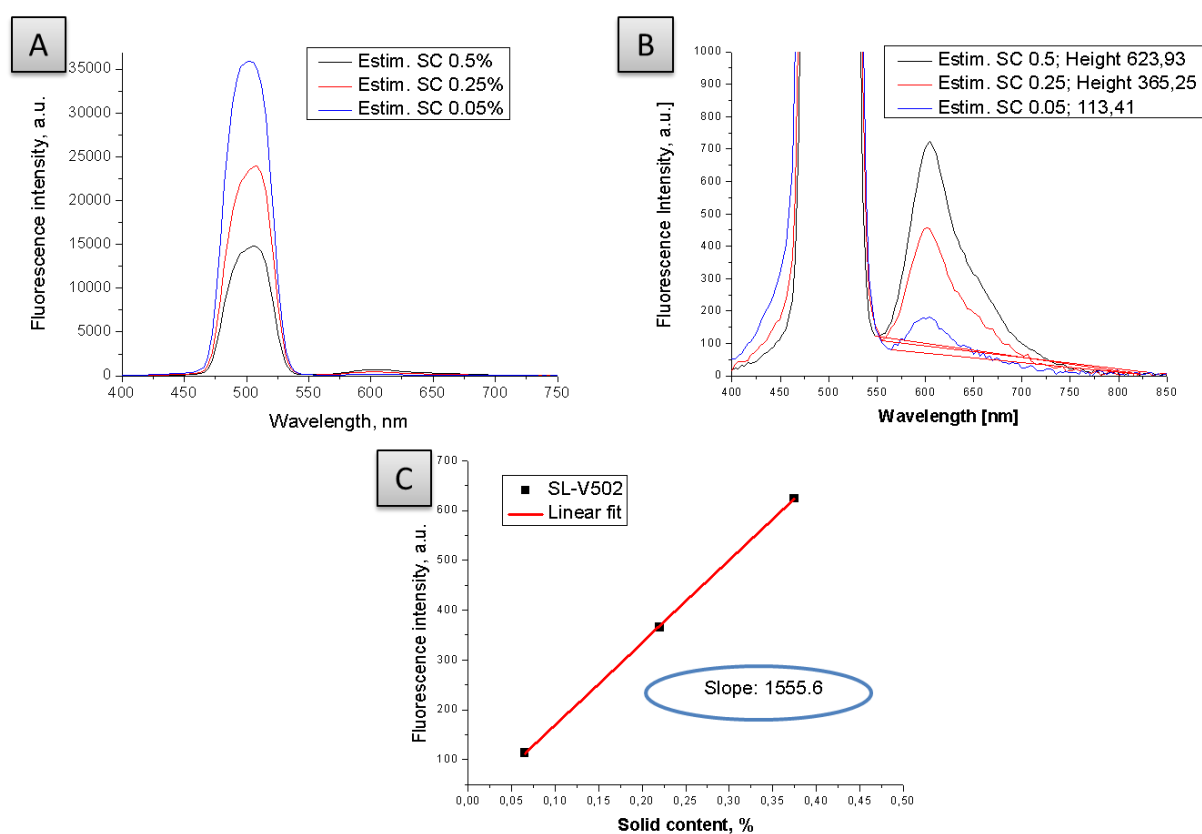 A
Estim. SC 0.5%
Estim. SC 0.25%
Estim. SC 0.05%
35000
30000
25000
20000
15000
10000
5000
0
Fluorescence intensity, a.u.
400 450 500 550 600 650 700 750
Wavelength, nm
B
Estim. SC 0.5; Height 623,93
Estim. SC 0.25; Height 365,25
Estim. SC 0.05; 113,41
1000
900
800
700
600
500
400
300
200
100
0
Fluorescence Intensity, a.u.]
400 450 500 550 600 650 700 750 800 850
Wavelength [nm]
C
SL-V502
Linear fit
700
600
500
400
300
200
100
Fluorescence intensity, a.u.
Slope: 1555.6
0,00 0,05 0,10 0,15 0,20 0,25 0,30 0,35 0,40 0,45 0,50
Solid content, %